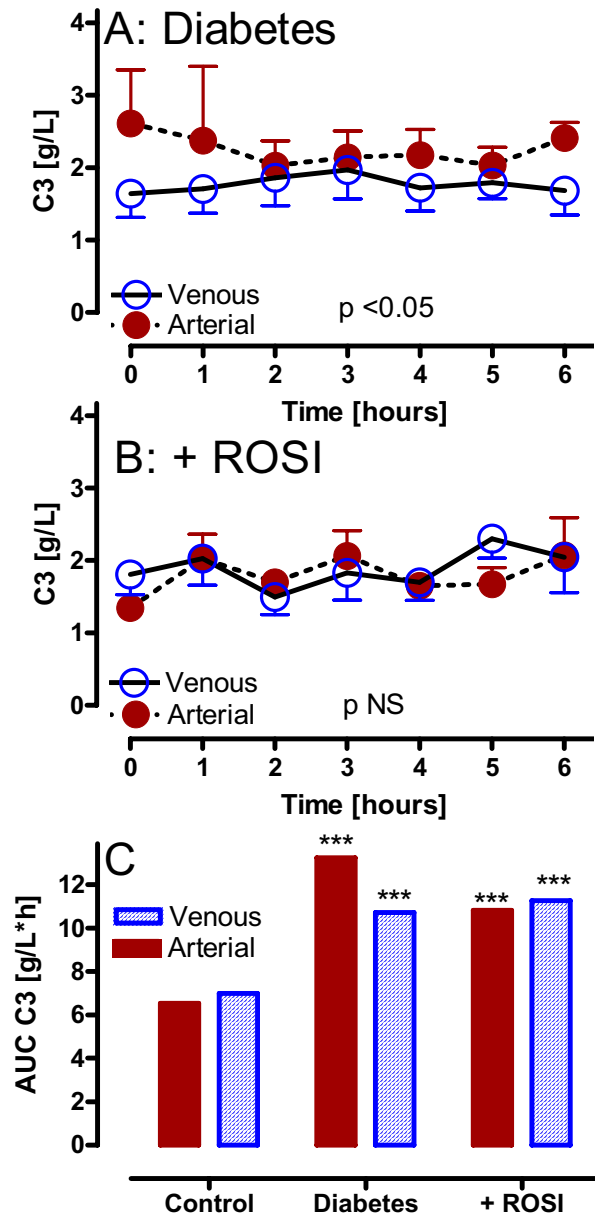 A: Diabetes
C3 [g/L]
4
3
2
1
0
Venous
Arterial
p <0.05
0 1 2 3 4 5 6
Time [hours]
B: + ROSI
C3 [g/L]
4
3
2
1
0
Venous
Arterial
p NS
0 1 2 3 4 5 6
Time [hours]
C
AUC C3 [g/L*h]
12
10
8
6
4
2
0
Venous
Arterial
*** *** *** ***
Control Diabetes + ROSI